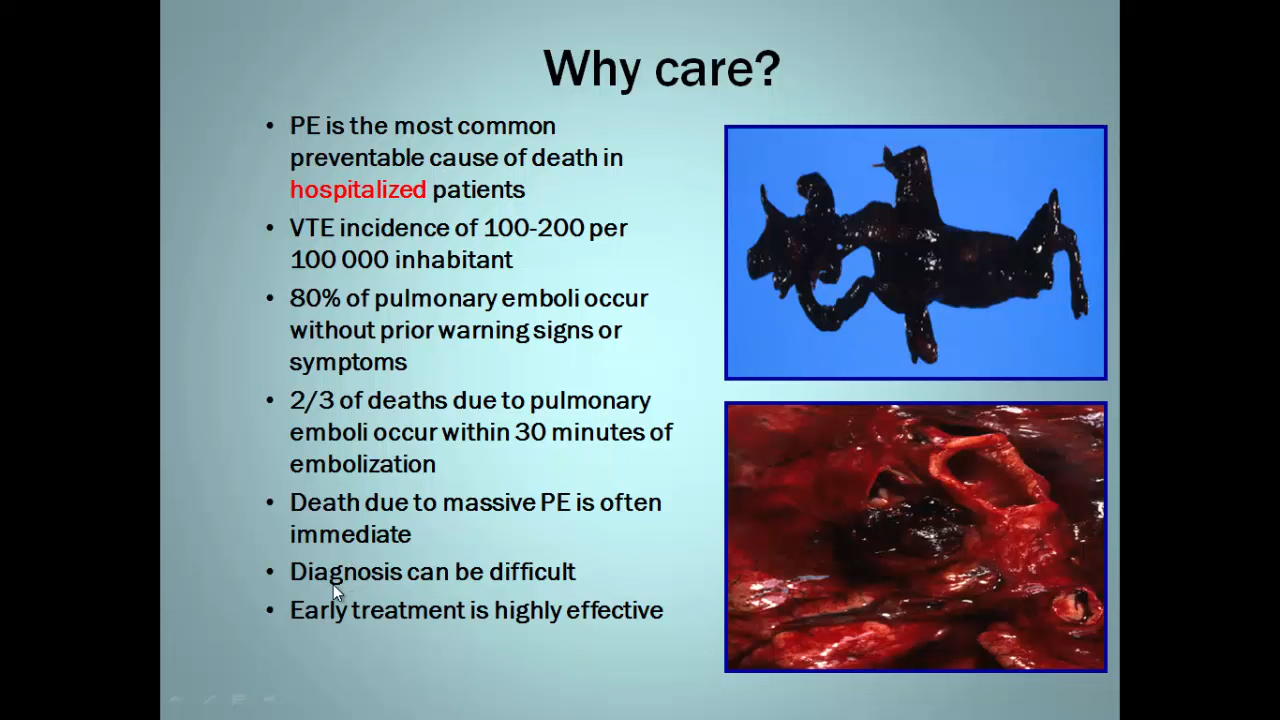 Why care?
• PE is the most common
preventable cause of death in
hospitalized patients
• VTE incidence of 100-200 per
100 000 inhabitant
• 80% of pulmonary emboli occur
without prior warning signs or
symptoms
• 2/3 of deaths due to pulmonary
emboli occur within 30 minutes of
embolization
• Death due to massive PE is often
immediate
• Diagnosis can be difficult
• Early treatment is highly effective